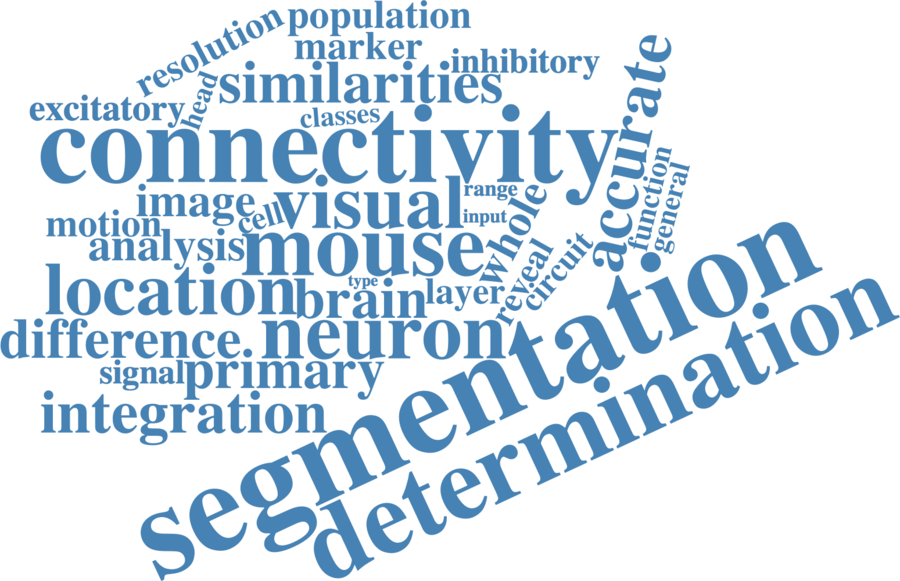 population
resolution
marker
inhibitory
head
similarities
accurate
excitatory
classes
connectivity
image
cell
visual
range
whole
function
general
motion
input
analysis
mouse
reveal
circuit
location
type
brain
layer
difference.
neuron
signal
primary
integration
segmentation
determination